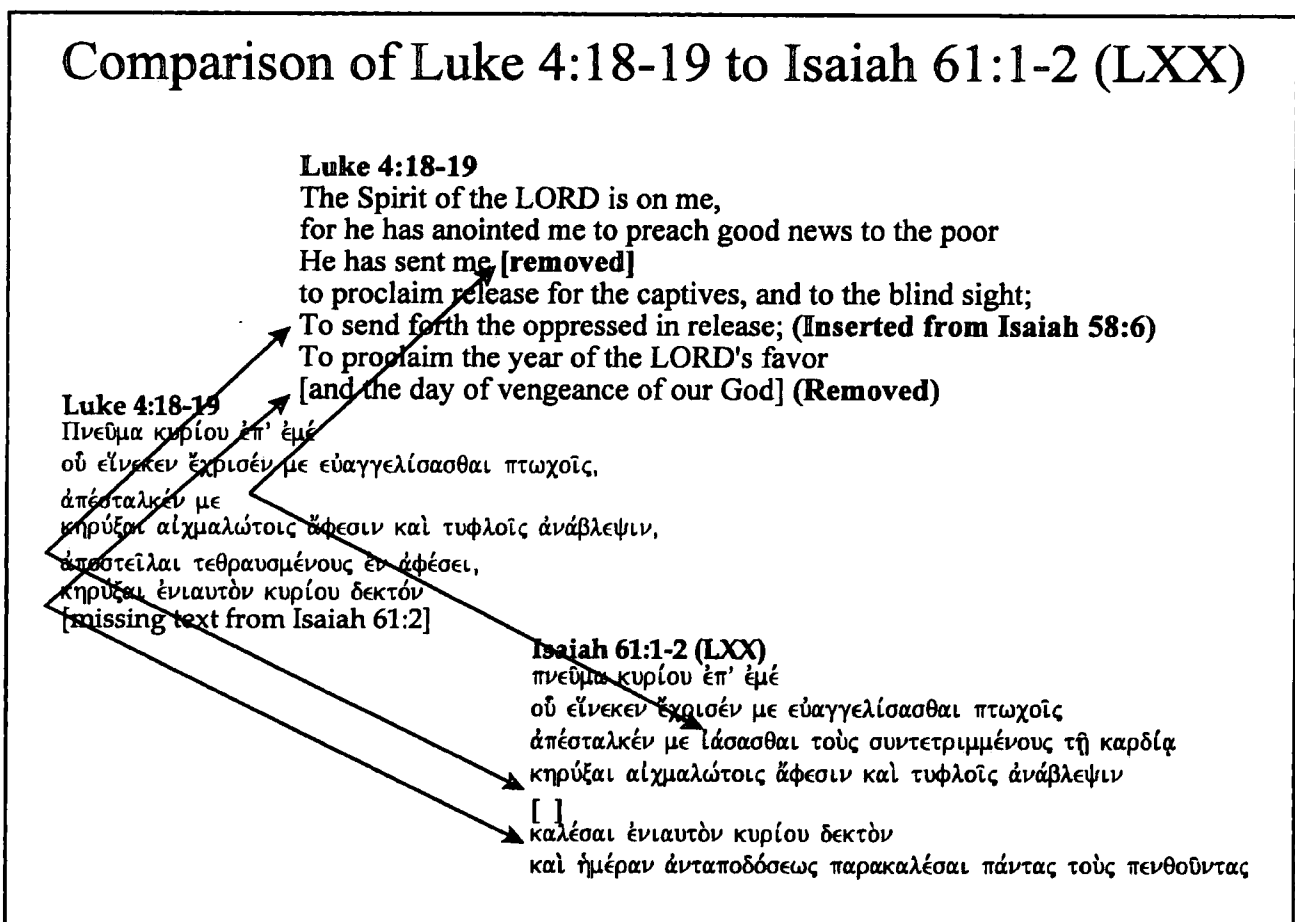 Comparison of Luke 4:18-19 to Isaiah 61:1-2 (LXX)
Luke 4:18-19
The Spirit of the LORD is on me,
for he has anointed me to preach good news to the poor
He has sent me [removed]
to proclaim release for the captives, and to the blind sight;
To send forth the oppressed in release; (Inserted from Isaiah 58:6)
To proclaim the year of the LORD's favor
[and the day of vengeance of our God] (Removed)
Luke 4:18-19
Πνεῦμα κυρίου ἐπ' ἐμέ
οὗ εἵνεκεν ἔχρισέν με εὐαγγελίσασθαι πτωχοῖς,
ἀπέσταλκέν με
κηρύξαι αἰχμαλώτοις ἄφεσιν καὶ τυφλοῖς ἀνάβλεψιν,
ἀποστεῖλαι τεθραυσμένους ἐν ἀφέσει,
κηρύξαι ἐνιαυτὸν κυρίου δεκτόν
[missing text from Isaiah 61:2]
Isaiah 61:1-2 (LXX)
πνεῦμα κυρίου ἐπ' ἐμέ
οὗ εἵνεκεν ἔχρισέν με εὐαγγελίσασθαι πτωχοῖς
ἀπέσταλκέν με ἰάσασθαι τοὺς συντετριμμένους τῇ καρδίᾳ
κηρύξαι αἰχμαλώτοις ἄφεσιν καὶ τυφλοῖς ἀνάβλεψιν
[ ]
καλέσαι ἐνιαυτὸν κυρίου δεκτὸν
καὶ ἡμέραν ἀνταποδόσεως παρακαλέσαι πάντας τοὺς πενθοῦντας